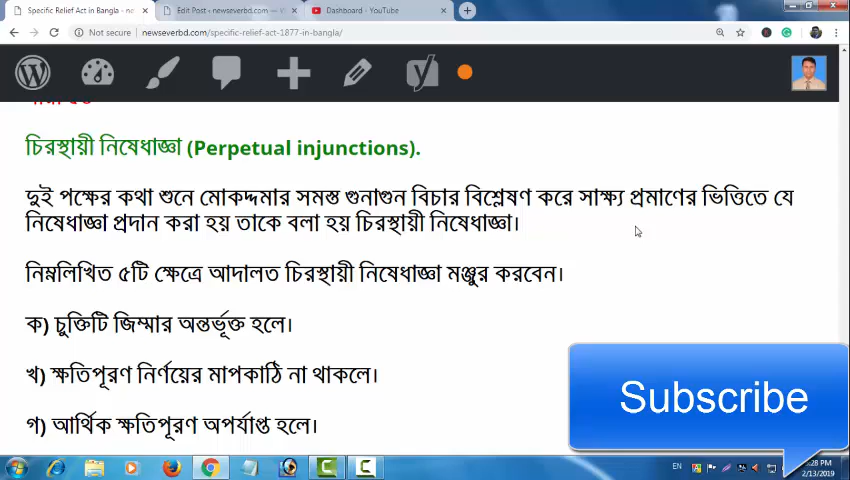 Specific Relief Act in Bangla - ne
Edit Post ‹ newseverbd.com — V
Dashboard - YouTube
Not secure | newseverbd.com/specific-relief-act-1877-in-bangla/
চিরস্থায়ী নিষেধাজ্ঞা (Perpetual injunctions).
দুই পক্ষের কথা শুনে মোকদ্দমার সমস্ত গুনাগুন বিচার বিশ্লেষণ করে সাক্ষ্য প্রমাণের ভিত্তিতে যে
নিষেধাজ্ঞা প্রদান করা হয় তাকে বলা হয় চিরস্থায়ী নিষেধাজ্ঞা।
নিম্নলিখিত ৫টি ক্ষেত্রে আদালত চিরস্থায়ী নিষেধাজ্ঞা মঞ্জুর করবেন।
ক) চুক্তিটি জিম্মার অন্তর্ভূক্ত হলে।
খ) ক্ষতিপূরণ নির্ণয়ের মাপকাঠি না থাকলে।
গ) আর্থিক ক্ষতিপূরণ অপর্যাপ্ত হলে।
Subscribe
EN
:28 PM
2/13/2019